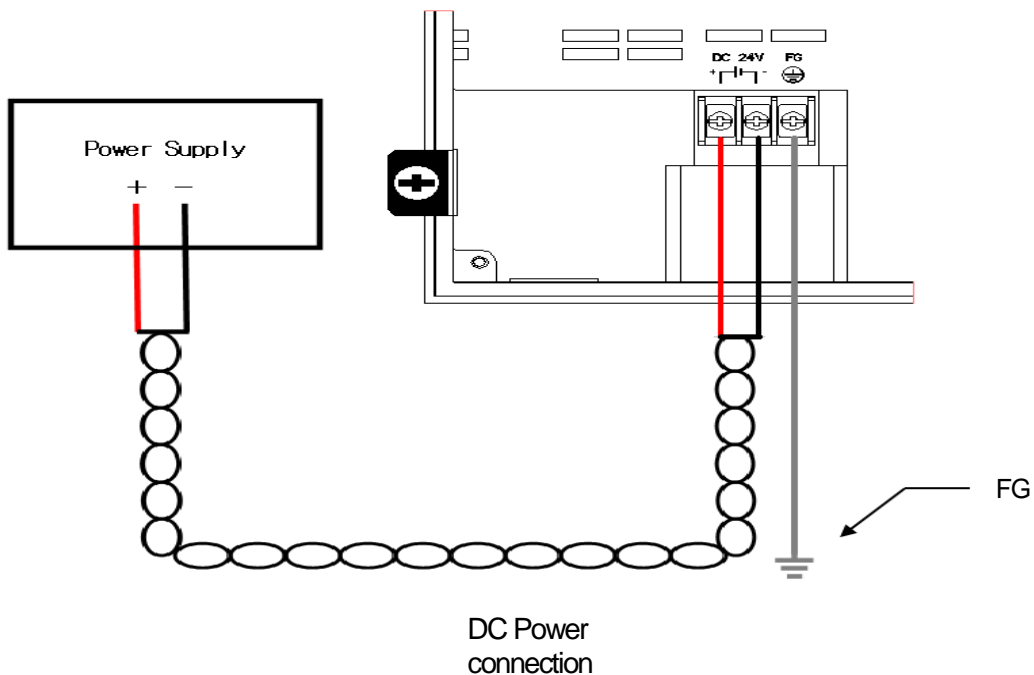 DC 24V FG
+ -
Power Supply
+ −
FG
DC Power
connection